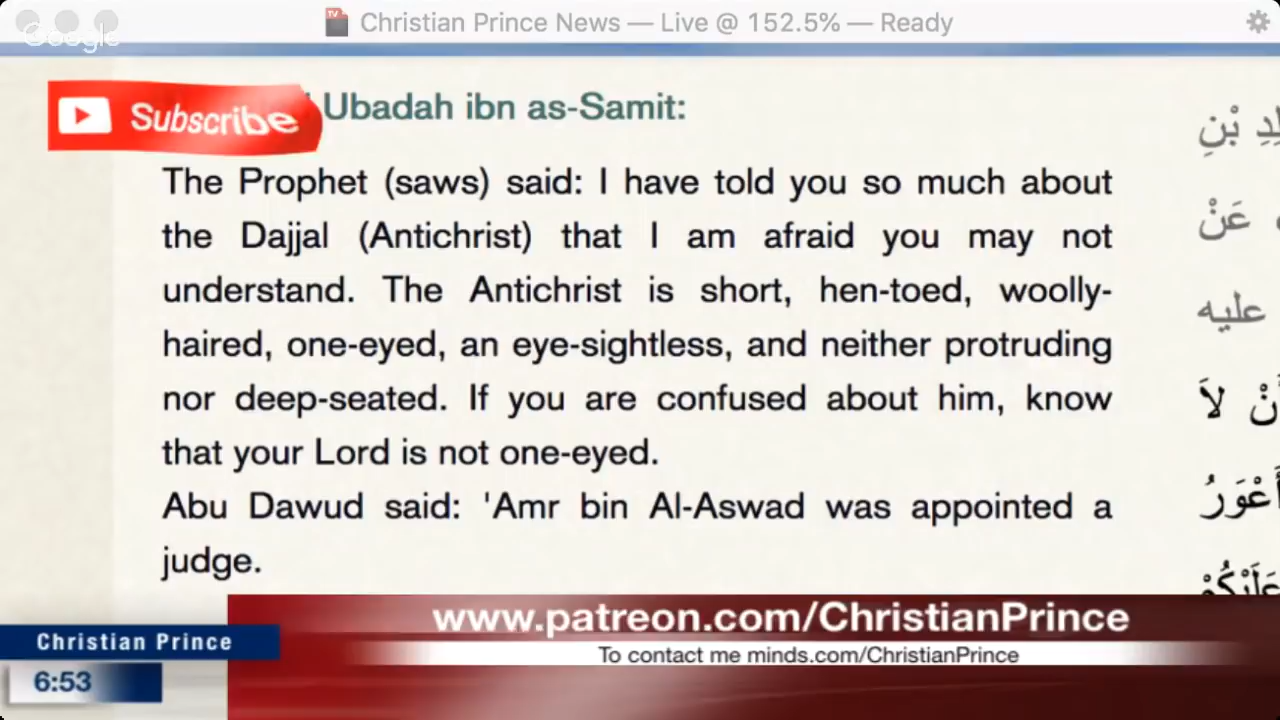 Christian Prince News — Live @ 152.5% — Ready
Google
Subscribe
Ubadah ibn as-Samit:
The Prophet (saws) said: I have told you so much about
the Dajjal (Antichrist) that I am afraid you may not
understand. The Antichrist is short, hen-toed, woolly-
haired, one-eyed, an eye-sightless, and neither protruding
nor deep-seated. If you are confused about him, know
that your Lord is not one-eyed.
Abu Dawud said: 'Amr bin Al-Aswad was appointed a
judge.
بْنِ
عَنْ
عليه
لاَ
www.patreon.com/ChristianPrince
To contact me minds.com/ChristianPrince
Christian Prince
6:53